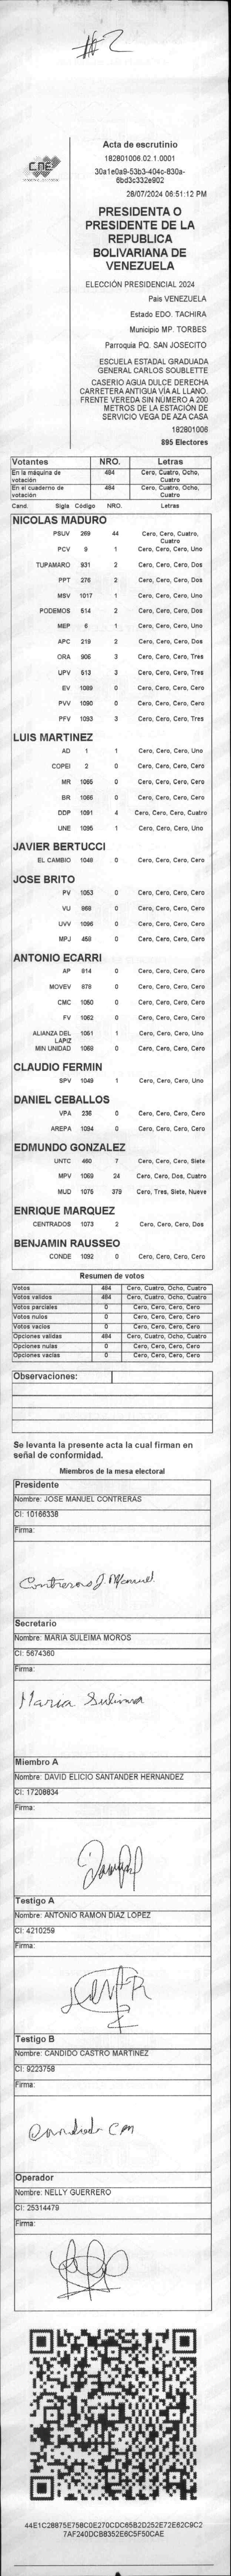 #2
CNE
Acta de escrutinio
182801006.02.1.0001
30a1e0a9-53b3-404c-830a-
6bd3c332e902
28/07/2024 06:51:12 PM
PRESIDENTA O
PRESIDENTE DE LA
REPUBLICA
BOLIVARIANA DE
VENEZUELA
ELECCIÓN PRESIDENCIAL 2024
Pais VENEZUELA
Estado EDO. TACHIRA
Municipio MP. TORBES
Parroquia PQ. SAN JOSECITO
ESCUELA ESTADAL GRADUADA
GENERAL CARLOS SOUBLETTE
CASERIO AGUA DULCE DERECHA
CARRETERA ANTIGUA VÍA AL LLANO.
FRENTE VEREDA SIN NÚMERO A 200
METROS DE LA ESTACIÓN DE
SERVICIO VEGA DE AZA CASA
182801006
895 Electores
Votantes NRO. Letras
En la máquina de votación 484 Cero, Cuatro, Ocho, Cuatro
En el cuaderno de votación 484 Cero, Cuatro, Ocho, Cuatro
Cand. Sigla Código NRO. Letras
NICOLAS MADURO
PSUV 269 44 Cero, Cero, Cuatro, Cuatro
PCV 9 1 Cero, Cero, Cero, Uno
TUPAMARO 931 2 Cero, Cero, Cero, Dos
PPT 276 2 Cero, Cero, Cero, Dos
MSV 1017 1 Cero, Cero, Cero, Uno
PODEMOS 514 2 Cero, Cero, Cero, Dos
MEP 6 1 Cero, Cero, Cero, Uno
APC 219 2 Cero, Cero, Cero, Dos
ORA 906 3 Cero, Cero, Cero, Tres
UPV 513 3 Cero, Cero, Cero, Tres
EV 1089 0 Cero, Cero, Cero, Cero
PVV 1090 0 Cero, Cero, Cero, Cero
PFV 1093 3 Cero, Cero, Cero, Tres
LUIS MARTINEZ
AD 1 1 Cero, Cero, Cero, Uno
COPEI 2 0 Cero, Cero, Cero, Cero
MR 1065 0 Cero, Cero, Cero, Cero
BR 1086 0 Cero, Cero, Cero, Cero
DDP 1091 4 Cero, Cero, Cero, Cuatro
UNE 1095 1 Cero, Cero, Cero, Uno
JAVIER BERTUCCI
EL CAMBIO 1048 0 Cero, Cero, Cero, Cero
JOSE BRITO
PV 1053 0 Cero, Cero, Cero, Cero
VU 968 0 Cero, Cero, Cero, Cero
UVV 1096 0 Cero, Cero, Cero, Cero
MPJ 458 0 Cero, Cero, Cero, Cero
ANTONIO ECARRI
AP 814 0 Cero, Cero, Cero, Cero
MOVEV 878 0 Cero, Cero, Cero, Cero
CMC 1050 0 Cero, Cero, Cero, Cero
FV 1062 0 Cero, Cero, Cero, Cero
ALIANZA DEL LAPIZ 1051 1 Cero, Cero, Cero, Uno
MIN UNIDAD 1068 0 Cero, Cero, Cero, Cero
CLAUDIO FERMIN
SPV 1049 1 Cero, Cero, Cero, Uno
DANIEL CEBALLOS
VPA 236 0 Cero, Cero, Cero, Cero
AREPA 1094 0 Cero, Cero, Cero, Cero
EDMUNDO GONZALEZ
UNTC 460 7 Cero, Cero, Cero, Siete
MPV 1069 24 Cero, Cero, Dos, Cuatro
MUD 1075 379 Cero, Tres, Siete, Nueve
ENRIQUE MARQUEZ
CENTRADOS 1073 2 Cero, Cero, Cero, Dos
BENJAMIN RAUSSEO
CONDE 1092 0 Cero, Cero, Cero, Cero
Resumen de votos
Votos 484 Cero, Cuatro, Ocho, Cuatro
Votos validos 484 Cero, Cuatro, Ocho, Cuatro
Votos parciales 0 Cero, Cero, Cero, Cero
Votos nulos 0 Cero, Cero, Cero, Cero
Votos vacios 0 Cero, Cero, Cero, Cero
Opciones validas 484 Cero, Cuatro, Ocho, Cuatro
Opciones nulas 0 Cero, Cero, Cero, Cero
Opciones vacias 0 Cero, Cero, Cero, Cero
Observaciones:
Se levanta la presente acta la cual firman en
señal de conformidad.
Miembros de la mesa electoral
Presidente
Nombre: JOSE MANUEL CONTRERAS
CI: 10166338
Firma:
Contreras J. Manuel
Secretario
Nombre: MARIA SULEIMA MOROS
CI: 5674360
Firma:
Maria Suleima
Miembro A
Nombre: DAVID ELICIO SANTANDER HERNANDEZ
CI: 17208834
Firma:
Testigo A
Nombre: ANTONIO RAMON DIAZ LOPEZ
CI: 4210259
Firma:
Testigo B
Nombre: CANDIDO CASTRO MARTINEZ
CI: 9223758
Firma:
Operador
Nombre: NELLY GUERRERO
CI: 25314479
Firma:
44E1C28875E758C0E270CDC65B2D252E72E62C9C2
7AF240DCB8352E6C5F50CAE